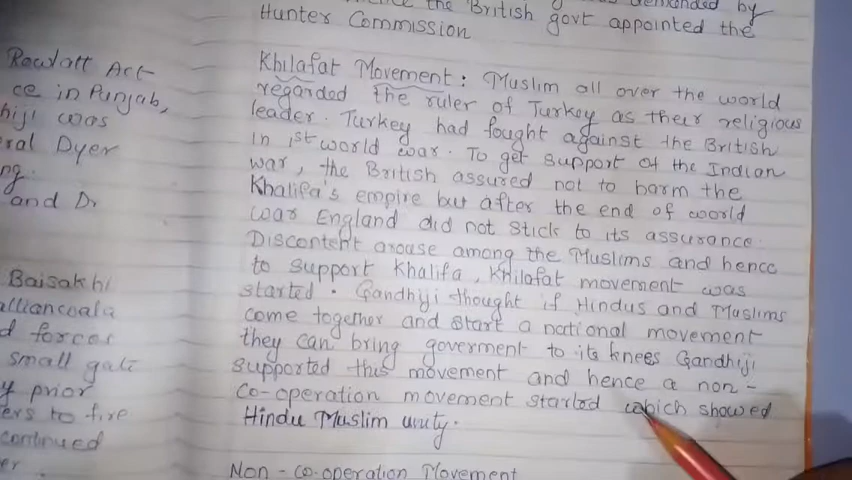 the British govt appointed the
demanded by
Hunter Commission
Khilafat Movement: Muslim all over the world
regarded the ruler of Turkey as their religious
leader. Turkey had fought against the British
in 1st world war. To get support of the Indian
war, the British assured not to harm the
Khalifa's empire but after the end of world
war England did not stick to its assurance.
Discontent arouse among the Muslims and hence
to support Khalifa, Khilafat movement was
started. Gandhiji thought if Hindus and Muslims
come together and start a national movement
they can bring goverment to its knees Gandhiji
supported this movement and hence a non-
co-operation movement started which showed
Hindu Muslim unity.
Non-co-operation Movement
Rowlatt Act
ce in Punjab,
hiji was
eral Dyer
ng.
and Dr
Baisakhi
allianwala
d forces
small gate
y prior
ers to fire
continued
er.